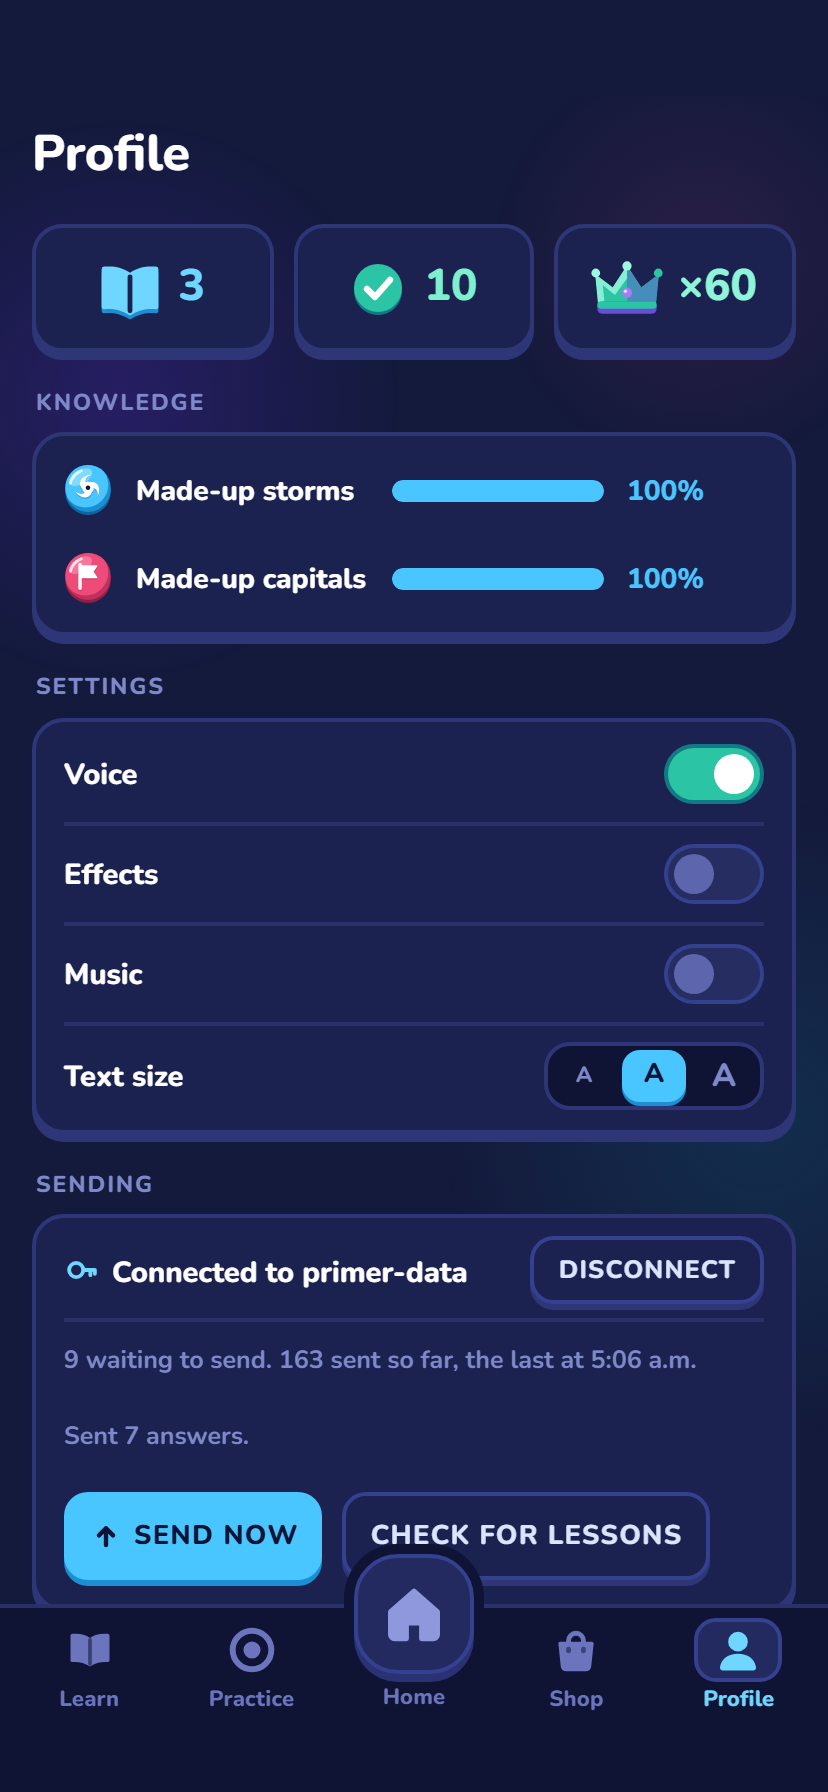 Profile
3
10
×60
KNOWLEDGE
Made-up storms 100%
Made-up capitals 100%
SETTINGS
Voice
Effects
Music
Text size A A A
SENDING
Connected to primer-data DISCONNECT
9 waiting to send. 163 sent so far, the last at 5:06 a.m.
Sent 7 answers.
SEND NOW CHECK FOR LESSONS
Learn Practice Home Shop Profile